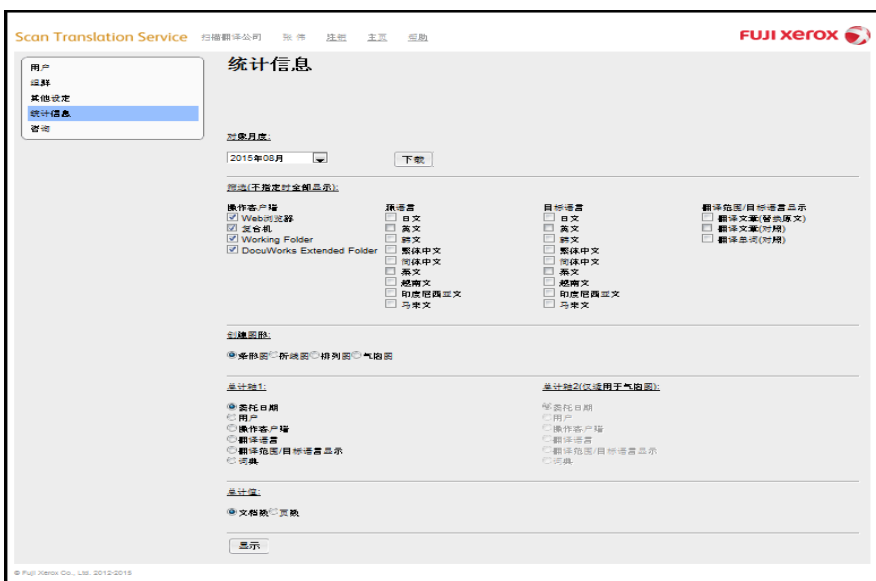 Scan Translation Service 扫描翻译公司 张 伟 注册 主页 帮助
FUJI xerox
用户
组群
其他设定
统计信息
咨询
统计信息
对象月度:
2015年08月 下载
筛选(不指定时全部显示):
操作客户端 源语言 目标语言 翻译范围/目标语言显示
Web浏览器 日文 日文 翻译文章(替换原文)
复合机 英文 英文 翻译文章(对照)
Working Folder 韩文 韩文 翻译单词(对照)
DocuWorks Extended Folder 繁体中文 繁体中文
简体中文 简体中文
泰文 泰文
越南文 越南文
印度尼西亚文 印度尼西亚文
马来文 马来文
创建图形:
条形图 折线图 排列图 气泡图
总计轴1: 总计轴2(仅适用于气泡图):
委托日期 委托日期
用户 用户
操作客户端 操作客户端
翻译语言 翻译语言
翻译范围/目标语言显示 翻译范围/目标语言显示
词典 词典
总计值:
文档数 页数
显示
© Fuji Xerox Co., Ltd. 2012-2015